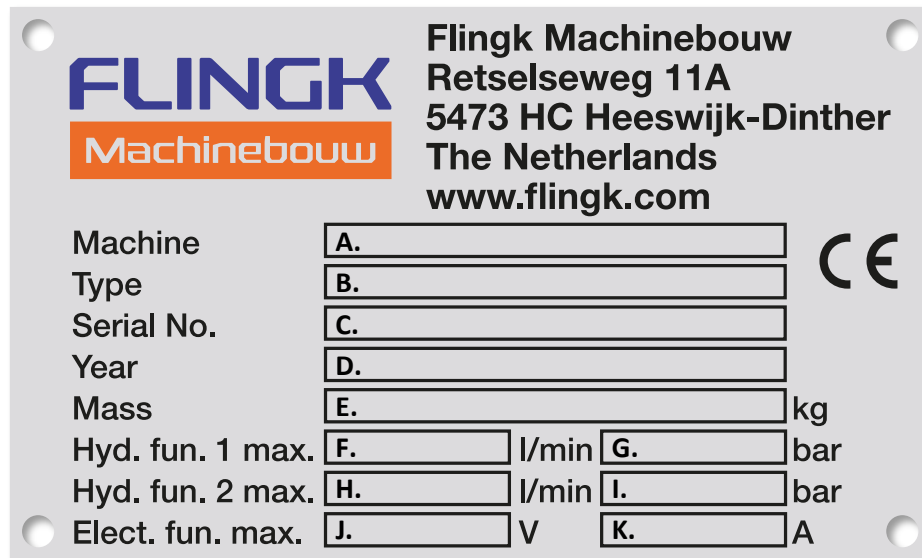 FLINGK
Machinebouw
Flingk Machinebouw
Retselseweg 11A
5473 HC Heeswijk-Dinther
The Netherlands
www.flingk.com
Machine A.
CE
Type B.
Serial No. C.
Year D.
Mass E. kg
Hyd. fun. 1 max. F. l/min G. bar
Hyd. fun. 2 max. H. l/min I. bar
Elect. fun. max. J. V K. A